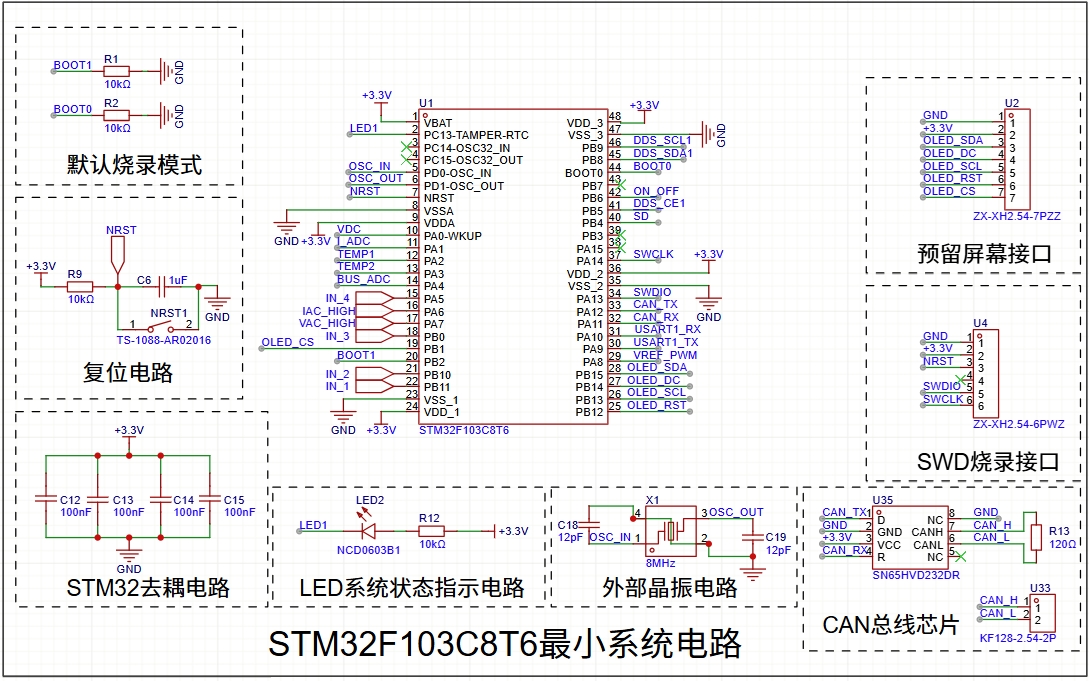 BOOT1
R1
10kΩ
GND
BOOT0
R2
10kΩ
GND
默认烧录模式
NRST
+3.3V
R9
10kΩ
C6
1uF
GND
NRST1
1
2
TS-1088-AR02016
复位电路
+3.3V
C12
100nF
C13
100nF
C14
100nF
C15
100nF
GND
STM32去耦电路
+3.3V
U1
+3.3V
1 VBAT
LED1 2 PC13-TAMPER-RTC
3 PC14-OSC32_IN
4 PC15-OSC32_OUT
OSC_IN 5 PD0-OSC_IN
OSC_OUT 6 PD1-OSC_OUT
NRST 7 NRST
8 VSSA
GND
+3.3V
9 VDDA
VDC 10 PA0-WKUP
I_ADC 11 PA1
TEMP1 12 PA2
TEMP2 13 PA3
BUS_ADC 14 PA4
IN_4 15 PA5
IAC_HIGH 16 PA6
VAC_HIGH 17 PA7
IN_3 18 PB0
OLED_CS 19 PB1
BOOT1 20 PB2
IN_2 21 PB10
IN_1 22 PB11
23 VSS_1
24 VDD_1
GND
+3.3V
STM32F103C8T6
VDD_3 48
VSS_3 47
GND
PB9 46 DDS_SCL1
PB8 45 DDS_SDA1
BOOT0 44 BOOT0
PB7 43
PB6 42 ON_OFF
PB5 41 DDS_CE1
PB4 40 SD
PB3 39
PA15 38
PA14 37 SWCLK
+3.3V
VDD_2 36
VSS_2 35
GND
PA13 34 SWDIO
PA12 33 CAN_TX
PA11 32 CAN_RX
PA10 31 USART1_RX
PA9 30 USART1_TX
PA8 29 VREF_PWM
PB15 28 OLED_SDA
PB14 27 OLED_DC
PB13 26 OLED_SCL
PB12 25 OLED_RST
U2
GND 1 1
+3.3V 2 2
OLED_SDA 3 3
OLED_DC 4 4
OLED_SCL 5 5
OLED_RST 6 6
OLED_CS 7 7
ZX-XH2.54-7PZZ
预留屏幕接口
U4
GND 1 1
+3.3V 2 2
NRST 3 3
4 4
SWDIO 5 5
SWCLK 6 6
ZX-XH2.54-6PWZ
SWD烧录接口
LED2
LED1
NCD0603B1
R12
10kΩ
+3.3V
LED系统状态指示电路
X1
C18
12pF
4
OSC_IN 1
3 OSC_OUT
2
8MHz
C19
12pF
外部晶振电路
U35
CAN_TX 1 D
GND 2 GND
+3.3V 3 VCC
CAN_RX 4 R
NC 8 GND
CANH 7 CAN_H
CANL 6 CAN_L
NC 5
SN65HVD232DR
R13
120Ω
U33
CAN_H 1 1
CAN_L 2 2
KF128-2.54-2P
CAN总线芯片
STM32F103C8T6最小系统电路